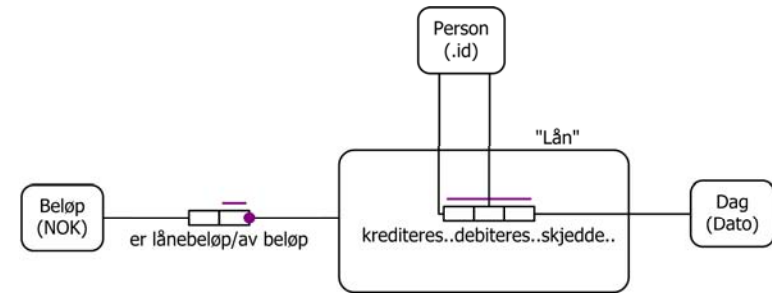 Person
(.id)
"Lån"
Beløp
(NOK)
er lånebeløp/av beløp
krediteres..debiteres..skjedde..
Dag
(Dato)